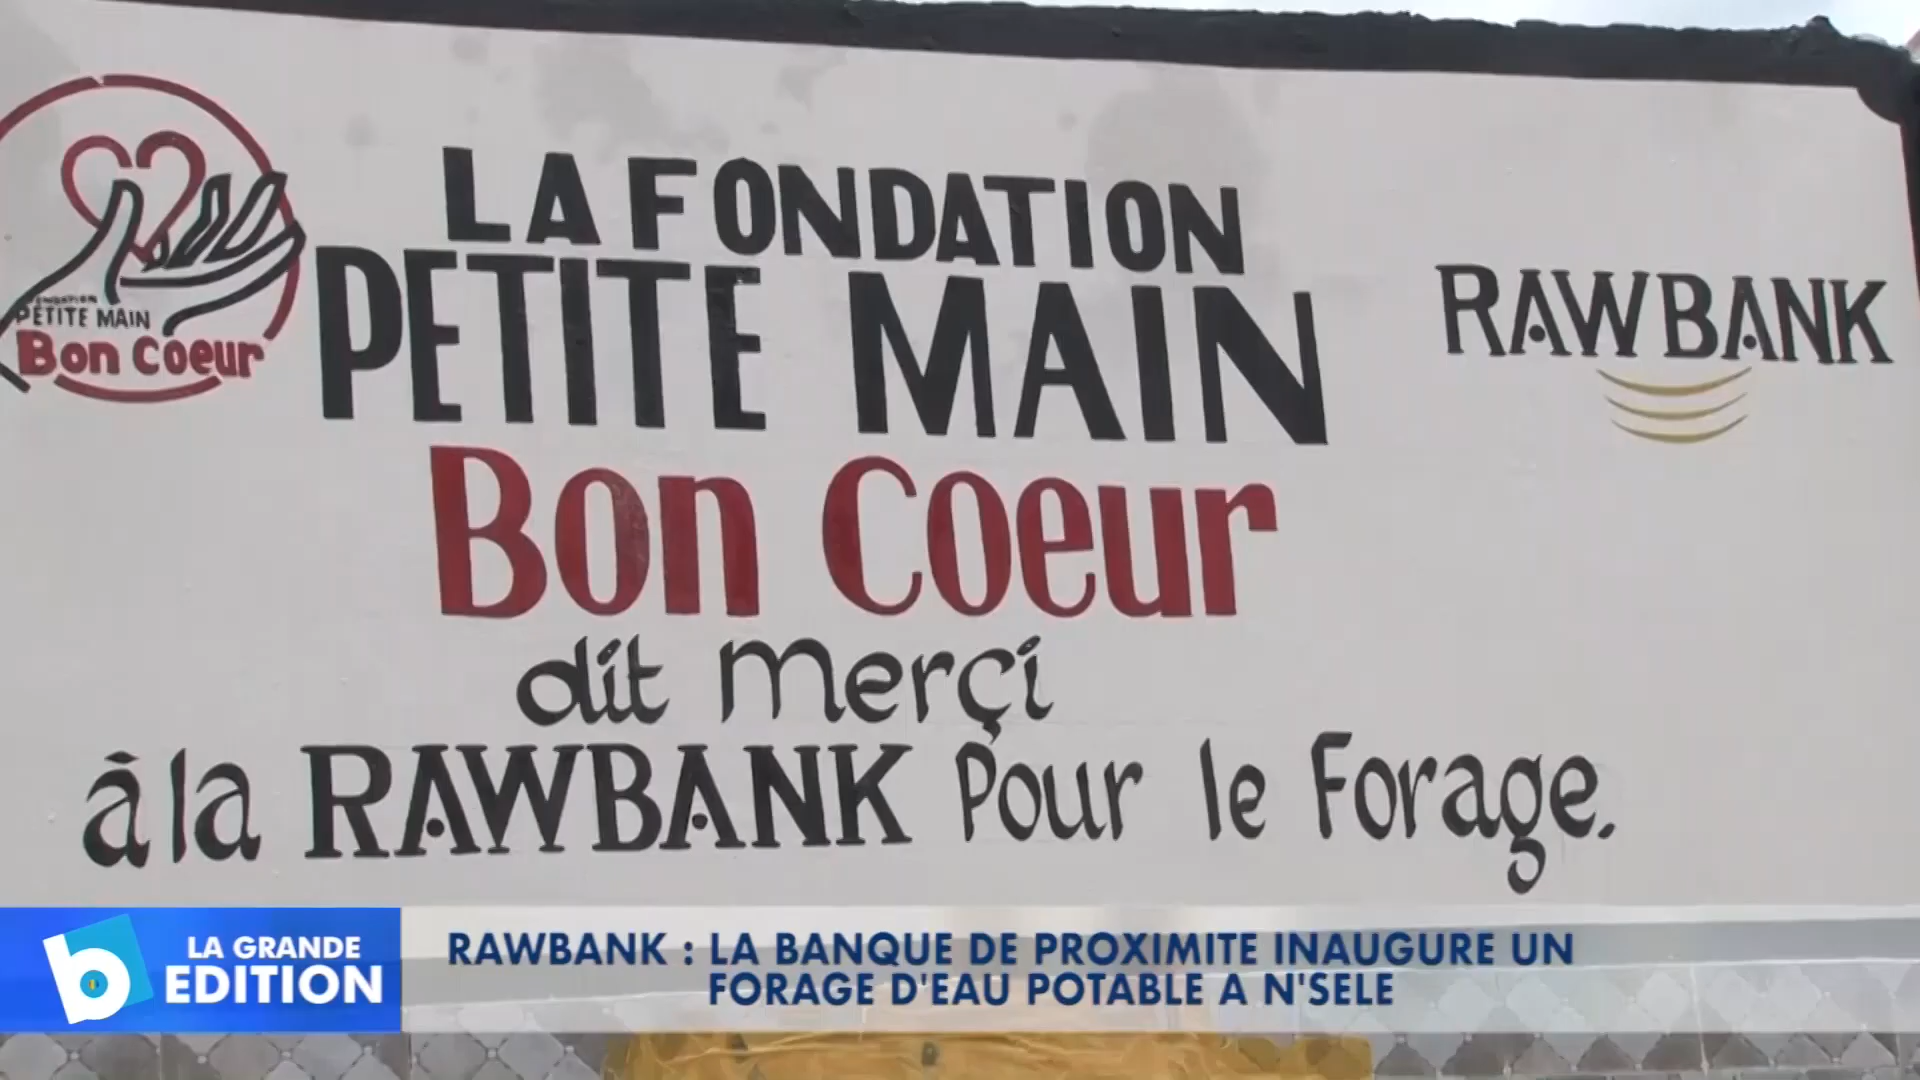 LA FONDATION
PETITE MAIN
Bon Coeur
dit merçi
à la RAWBANK Pour le Forage.
FONDATION
PETITE MAIN
Bon Coeur
RAWBANK
b LA GRANDE
EDITION
RAWBANK : LA BANQUE DE PROXIMITE INAUGURE UN
FORAGE D'EAU POTABLE A N'SELE